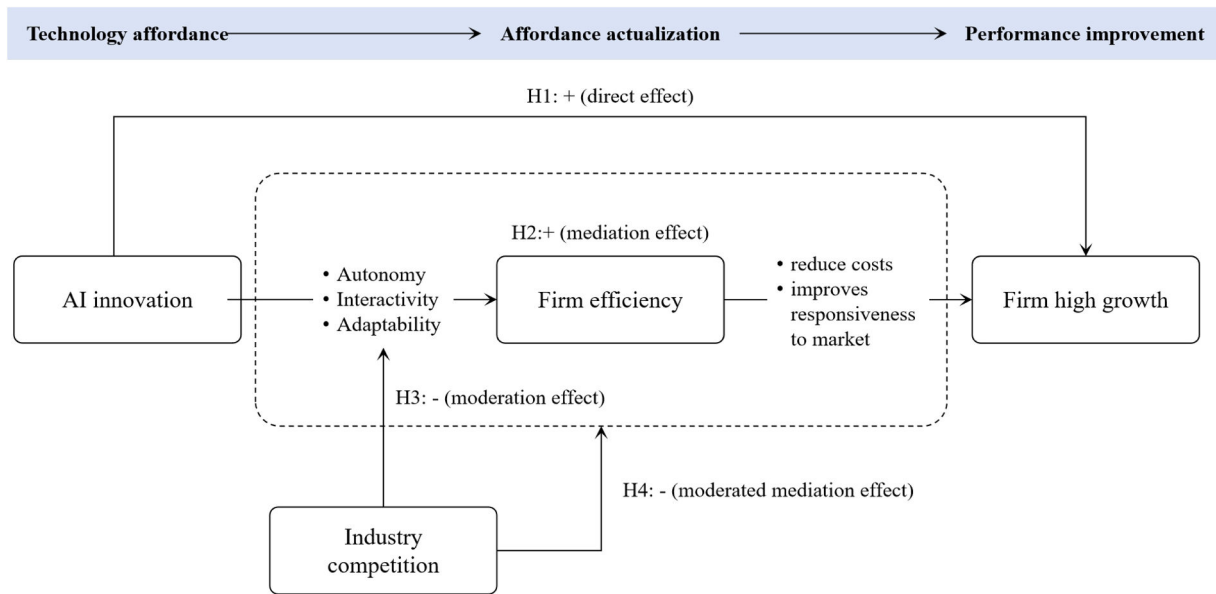 Technology affordance
Affordance actualization
Performance improvement
H1: + (direct effect)
H2:+ (mediation effect)
AI innovation
• Autonomy
• Interactivity
• Adaptability
Firm efficiency
• reduce costs
• improves
responsiveness
to market
Firm high growth
H3: - (moderation effect)
H4: - (moderated mediation effect)
Industry
competition